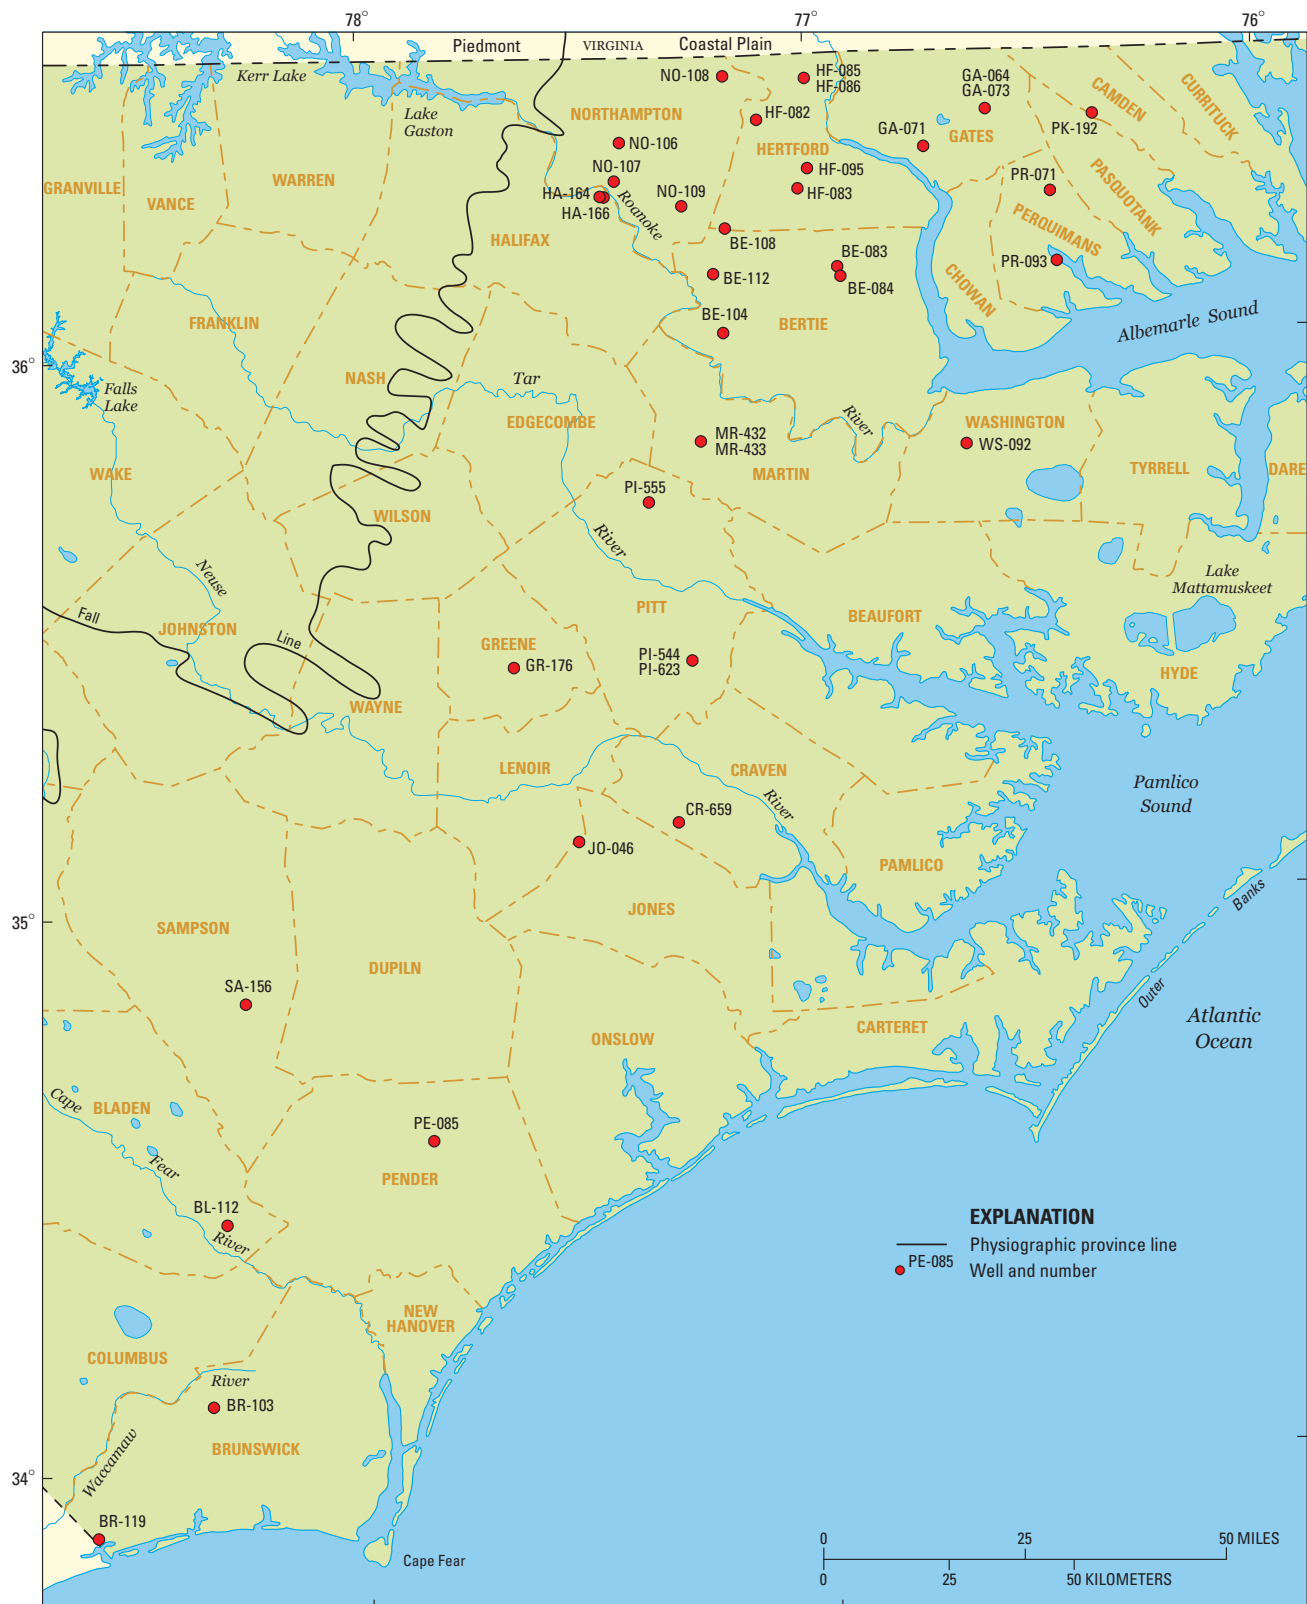 78°
77°
76°
Piedmont
VIRGINIA
Coastal Plain
Kerr Lake
Lake
Gaston
NO-108
HF-085
HF-086
GA-064
GA-073
CAMDEN
CURRITUCK
NORTHAMPTON
HF-082
GA-071
GATES
PK-192
NO-106
HERTFORD
HF-095
NO-107
WARREN
GRANVILLE
VANCE
HA-164
HA-166
Roanoke
NO-109
HF-083
PR-071
PASQUOTANK
PERQUIMANS
HALIFAX
BE-108
BE-083
PR-093
BE-112
BE-084
CHOWAN
FRANKLIN
BE-104
BERTIE
Albemarle Sound
36°
NASH
Tar
Falls
Lake
EDGECOMBE
River
WASHINGTON
MR-432
MR-433
WS-092
WAKE
MARTIN
TYRRELL
DARE
PI-555
WILSON
River
Neuse
Lake
Mattamuskeet
PITT
BEAUFORT
Fall
JOHNSTON
Line
GREENE
GR-176
PI-544
PI-623
HYDE
WAYNE
LENOIR
CRAVEN
Pamlico
Sound
River
CR-659
JO-046
PAMLICO
Banks
35°
JONES
SAMPSON
DUPILN
SA-156
Outer
Atlantic
Ocean
CARTERET
ONSLOW
Cape
BLADEN
PE-085
Fear
PENDER
BL-112
River
EXPLANATION
Physiographic province line
PE-085
Well and number
NEW
HANOVER
COLUMBUS
River
BR-103
BRUNSWICK
Waccamaw
34°
BR-119
Cape Fear
0 25 50 MILES
0 25 50 KILOMETERS